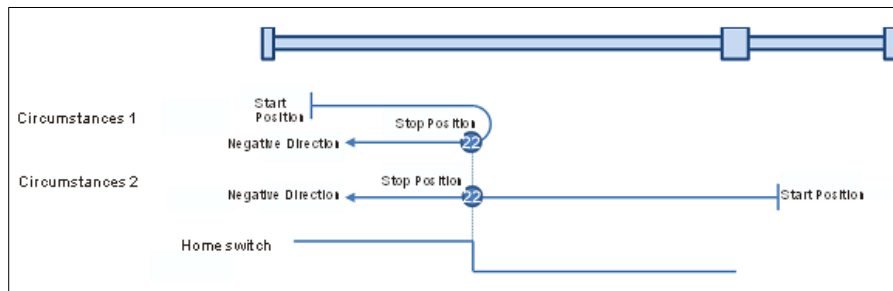 Circumstances 1
Start
Position
Stop Position
22
Negative Direction
Circumstances 2
Stop Position
Negative Direction
22
Start Position
Home switch